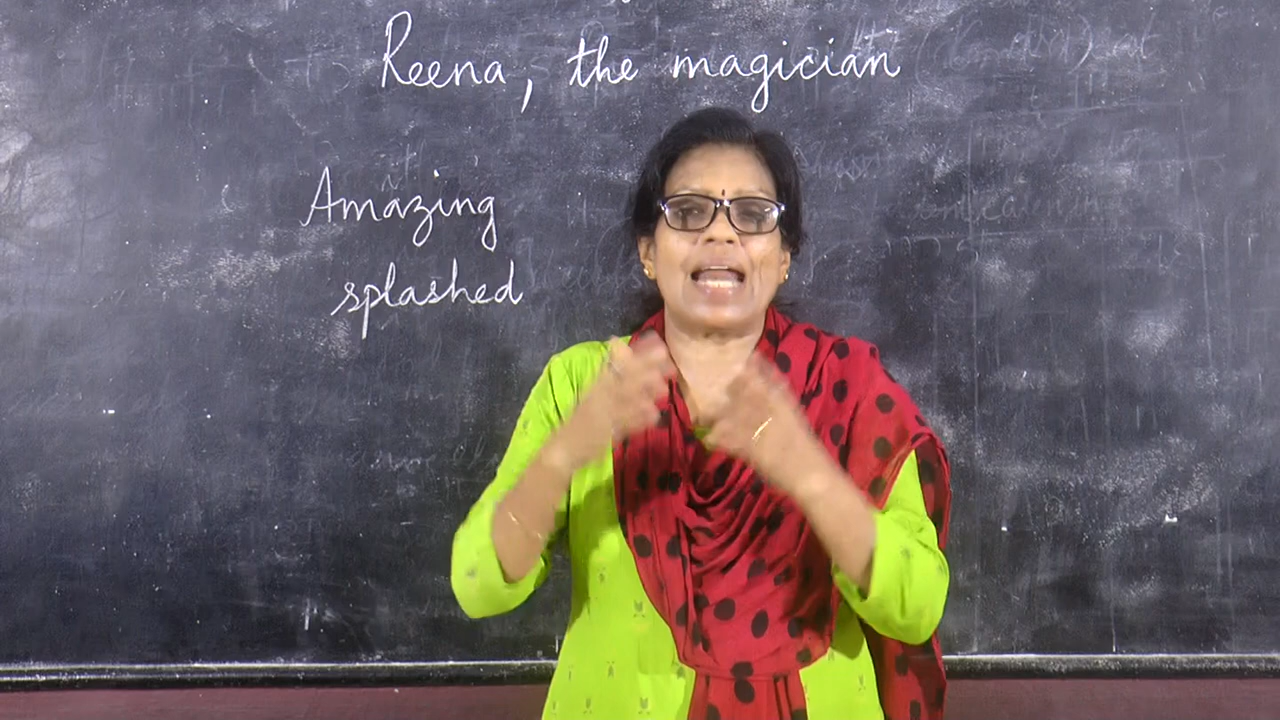 Reena, the magician
Amazing
splashed